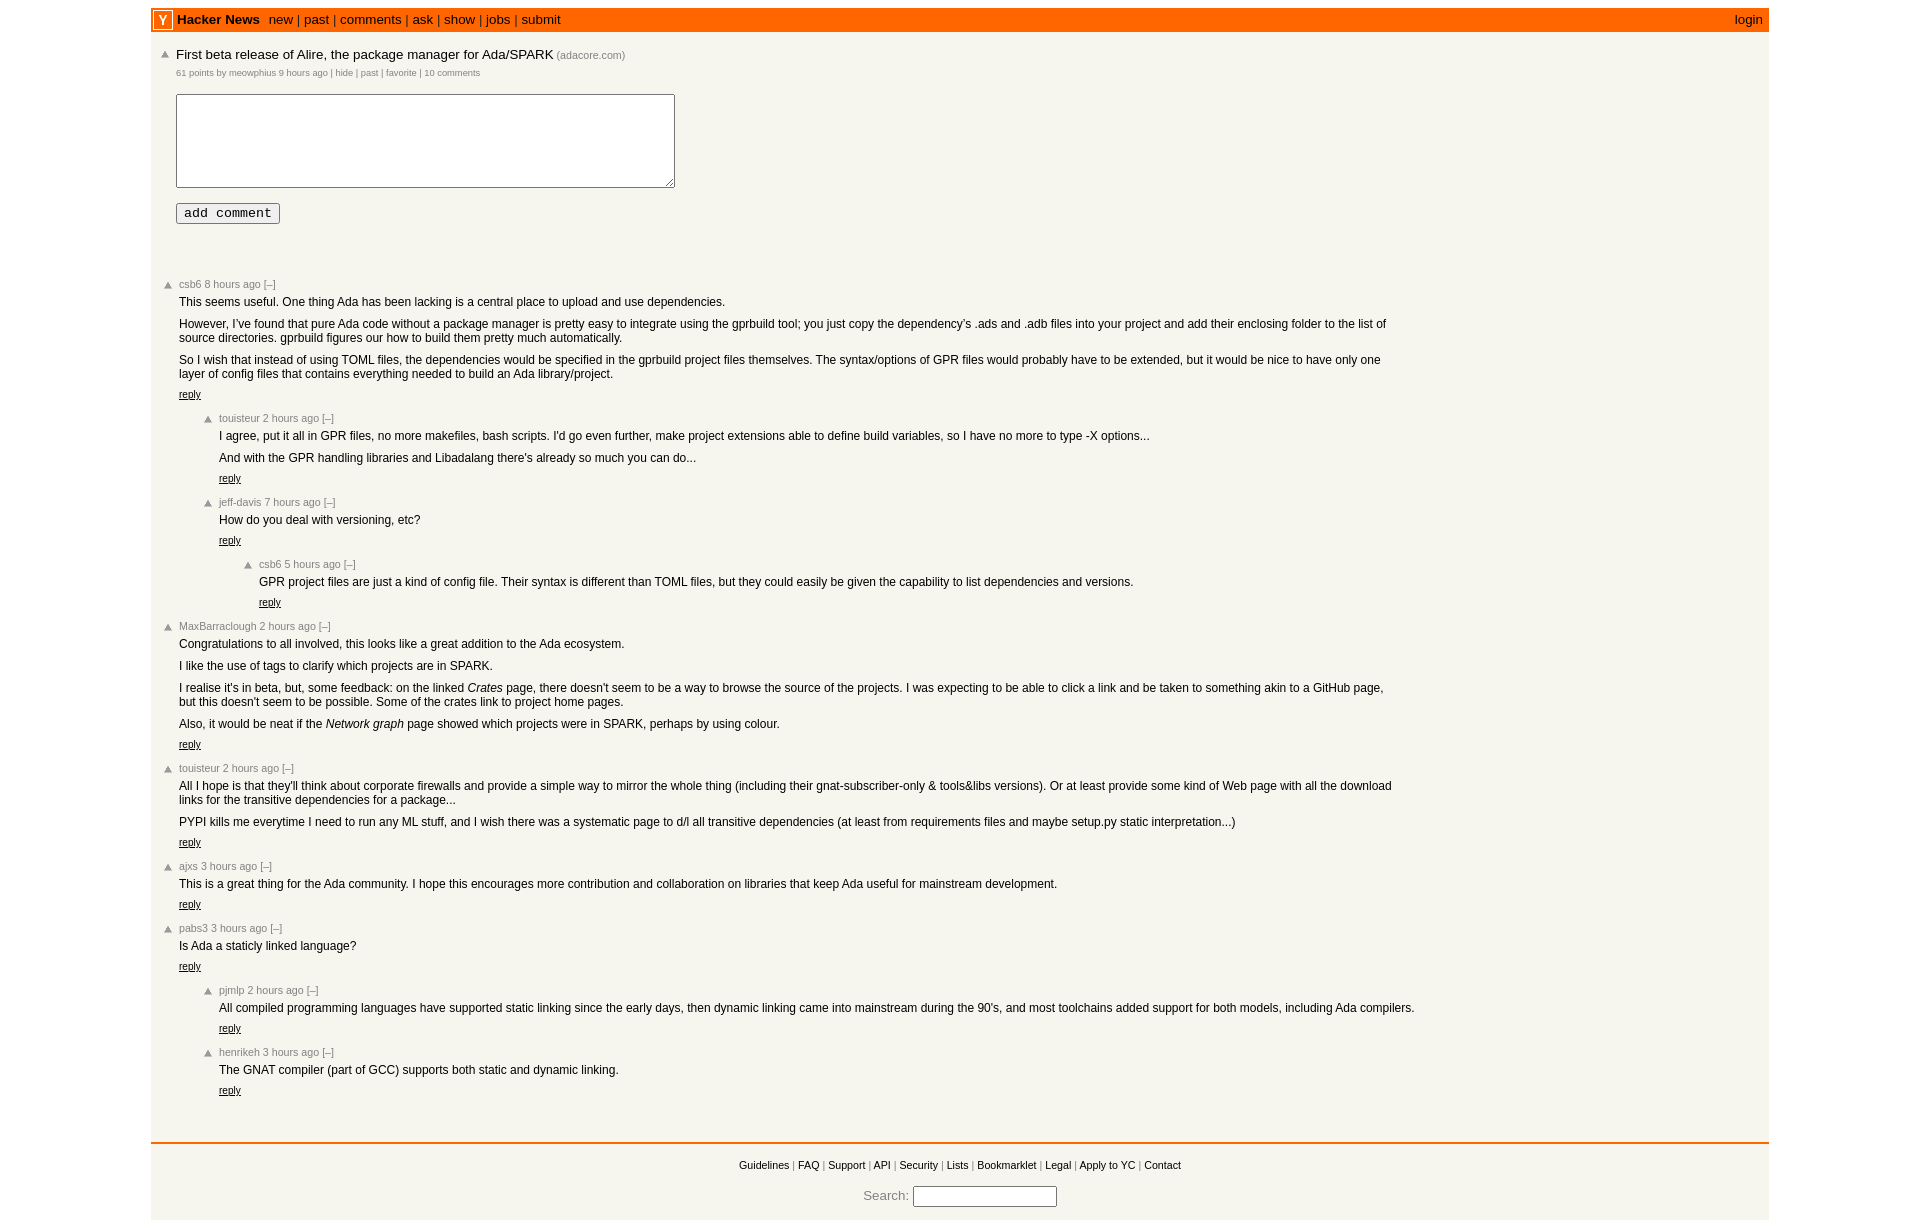 Y Hacker News new | past | comments | ask | show | jobs | submit login
First beta release of Alire, the package manager for Ada/SPARK (adacore.com)
61 points by meowphius 9 hours ago | hide | past | favorite | 10 comments
add comment
csb6 8 hours ago [–]
This seems useful. One thing Ada has been lacking is a central place to upload and use dependencies.
However, I’ve found that pure Ada code without a package manager is pretty easy to integrate using the gprbuild tool; you just copy the dependency’s .ads and .adb files into your project and add their enclosing folder to the list of
source directories. gprbuild figures our how to build them pretty much automatically.
So I wish that instead of using TOML files, the dependencies would be specified in the gprbuild project files themselves. The syntax/options of GPR files would probably have to be extended, but it would be nice to have only one
layer of config files that contains everything needed to build an Ada library/project.
reply
touisteur 2 hours ago [–]
I agree, put it all in GPR files, no more makefiles, bash scripts. I'd go even further, make project extensions able to define build variables, so I have no more to type -X options...
And with the GPR handling libraries and Libadalang there's already so much you can do...
reply
jeff-davis 7 hours ago [–]
How do you deal with versioning, etc?
reply
csb6 5 hours ago [–]
GPR project files are just a kind of config file. Their syntax is different than TOML files, but they could easily be given the capability to list dependencies and versions.
reply
MaxBarraclough 2 hours ago [–]
Congratulations to all involved, this looks like a great addition to the Ada ecosystem.
I like the use of tags to clarify which projects are in SPARK.
I realise it's in beta, but, some feedback: on the linked Crates page, there doesn't seem to be a way to browse the source of the projects. I was expecting to be able to click a link and be taken to something akin to a GitHub page,
but this doesn't seem to be possible. Some of the crates link to project home pages.
Also, it would be neat if the Network graph page showed which projects were in SPARK, perhaps by using colour.
reply
touisteur 2 hours ago [–]
All I hope is that they'll think about corporate firewalls and provide a simple way to mirror the whole thing (including their gnat-subscriber-only & tools&libs versions). Or at least provide some kind of Web page with all the download
links for the transitive dependencies for a package...
PYPI kills me everytime I need to run any ML stuff, and I wish there was a systematic page to d/l all transitive dependencies (at least from requirements files and maybe setup.py static interpretation...)
reply
ajxs 3 hours ago [–]
This is a great thing for the Ada community. I hope this encourages more contribution and collaboration on libraries that keep Ada useful for mainstream development.
reply
pabs3 3 hours ago [–]
Is Ada a staticly linked language?
reply
pjmlp 2 hours ago [–]
All compiled programming languages have supported static linking since the early days, then dynamic linking came into mainstream during the 90's, and most toolchains added support for both models, including Ada compilers.
reply
henrikeh 3 hours ago [–]
The GNAT compiler (part of GCC) supports both static and dynamic linking.
reply
Guidelines | FAQ | Support | API | Security | Lists | Bookmarklet | Legal | Apply to YC | Contact
Search: